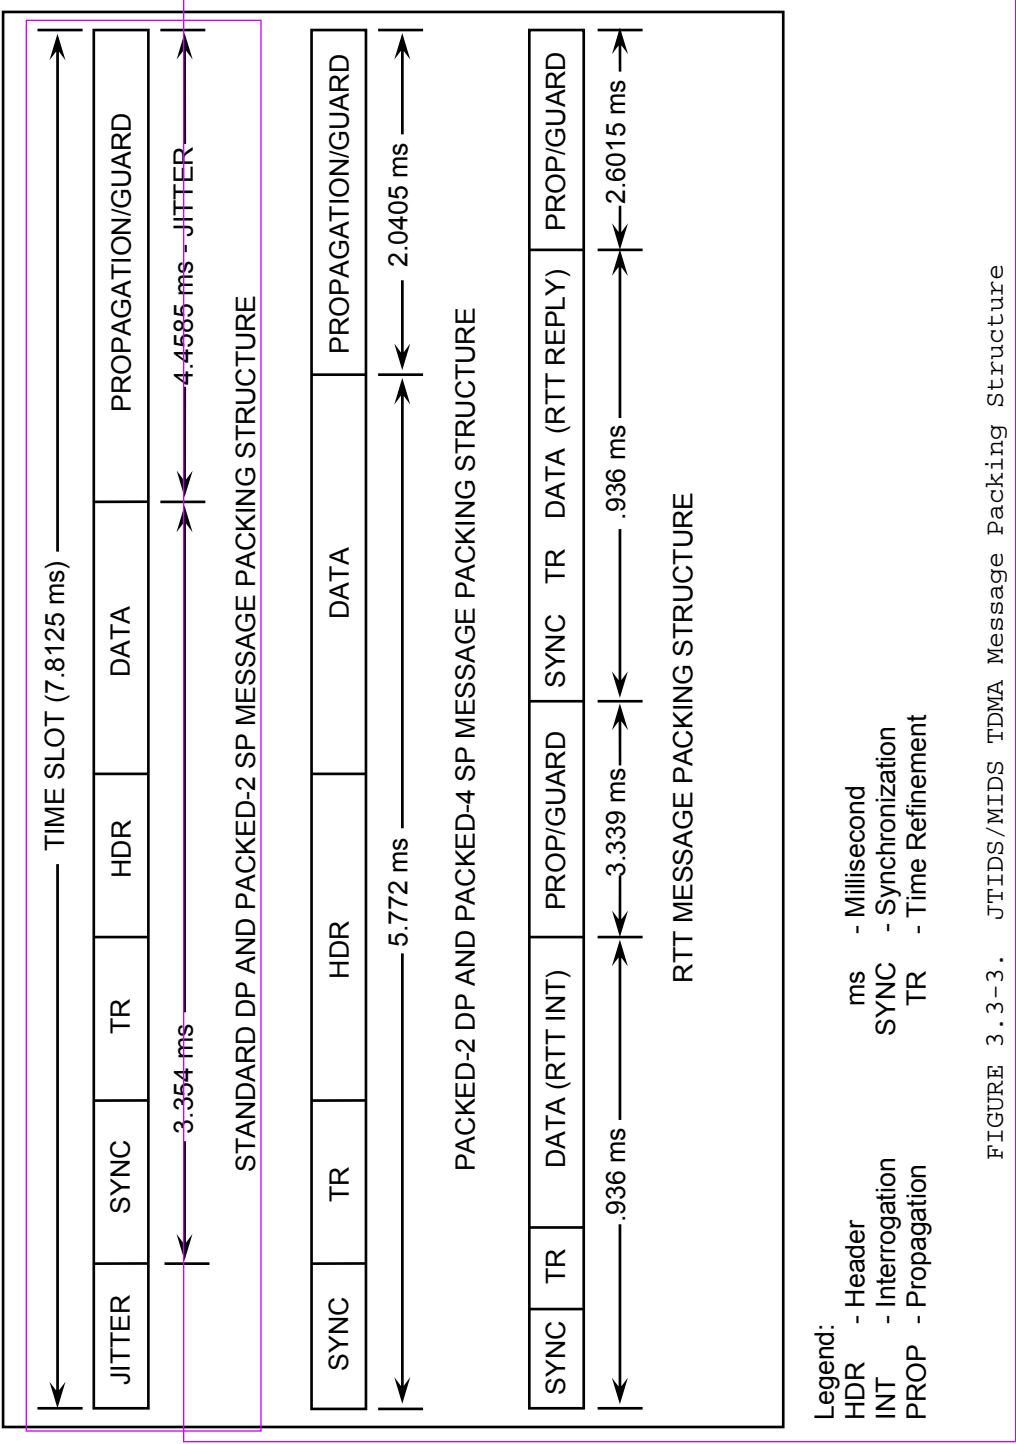 TIME SLOT (7.8125 ms)
JITTER SYNC TR HDR DATA PROPAGATION/GUARD
3.354 ms 4.4585 ms - JITTER
STANDARD DP AND PACKED-2 SP MESSAGE PACKING STRUCTURE
SYNC TR HDR DATA PROPAGATION/GUARD
5.772 ms 2.0405 ms
PACKED-2 DP AND PACKED-4 SP MESSAGE PACKING STRUCTURE
SYNC TR DATA (RTT INT) PROP/GUARD SYNC TR DATA (RTT REPLY) PROP/GUARD
.936 ms 3.339 ms .936 ms 2.6015 ms
RTT MESSAGE PACKING STRUCTURE
Legend:
HDR - Header ms - Millisecond
INT - Interrogation SYNC - Synchronization
PROP - Propagation TR - Time Refinement
FIGURE 3.3-3. JTIDS/MIDS TDMA Message Packing Structure